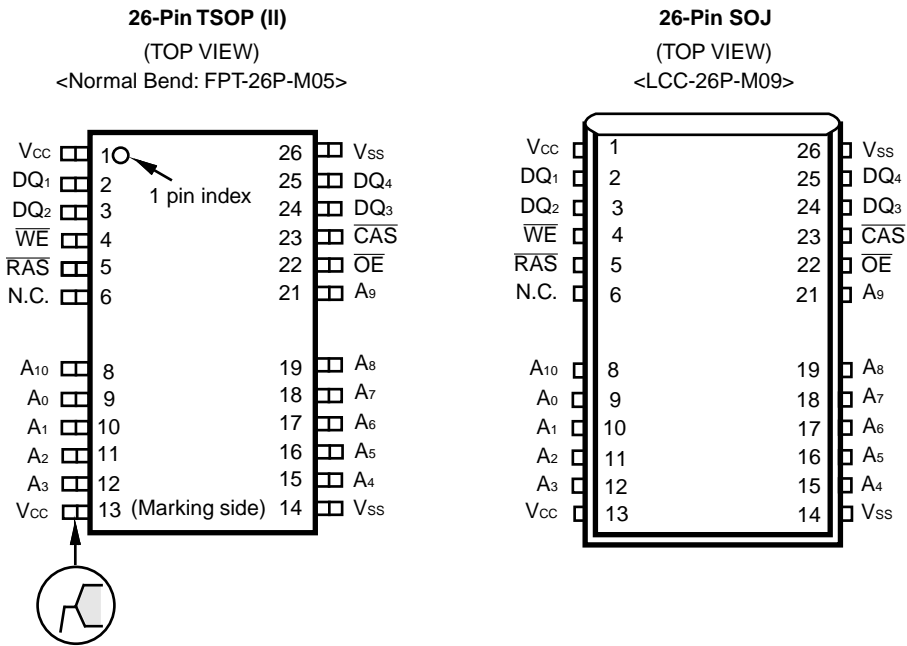 26-Pin TSOP (II)
(TOP VIEW)
<Normal Bend: FPT-26P-M05>
VCC 1 26 VSS
1 pin index
DQ1 2 25 DQ4
DQ2 3 24 DQ3
WE 4 23 CAS
RAS 5 22 OE
N.C. 6 21 A9
A10 8 19 A8
A0 9 18 A7
A1 10 17 A6
A2 11 16 A5
A3 12 15 A4
VCC 13 (Marking side) 14 VSS
26-Pin SOJ
(TOP VIEW)
<LCC-26P-M09>
VCC 1 26 VSS
DQ1 2 25 DQ4
DQ2 3 24 DQ3
WE 4 23 CAS
RAS 5 22 OE
N.C. 6 21 A9
A10 8 19 A8
A0 9 18 A7
A1 10 17 A6
A2 11 16 A5
A3 12 15 A4
VCC 13 14 VSS